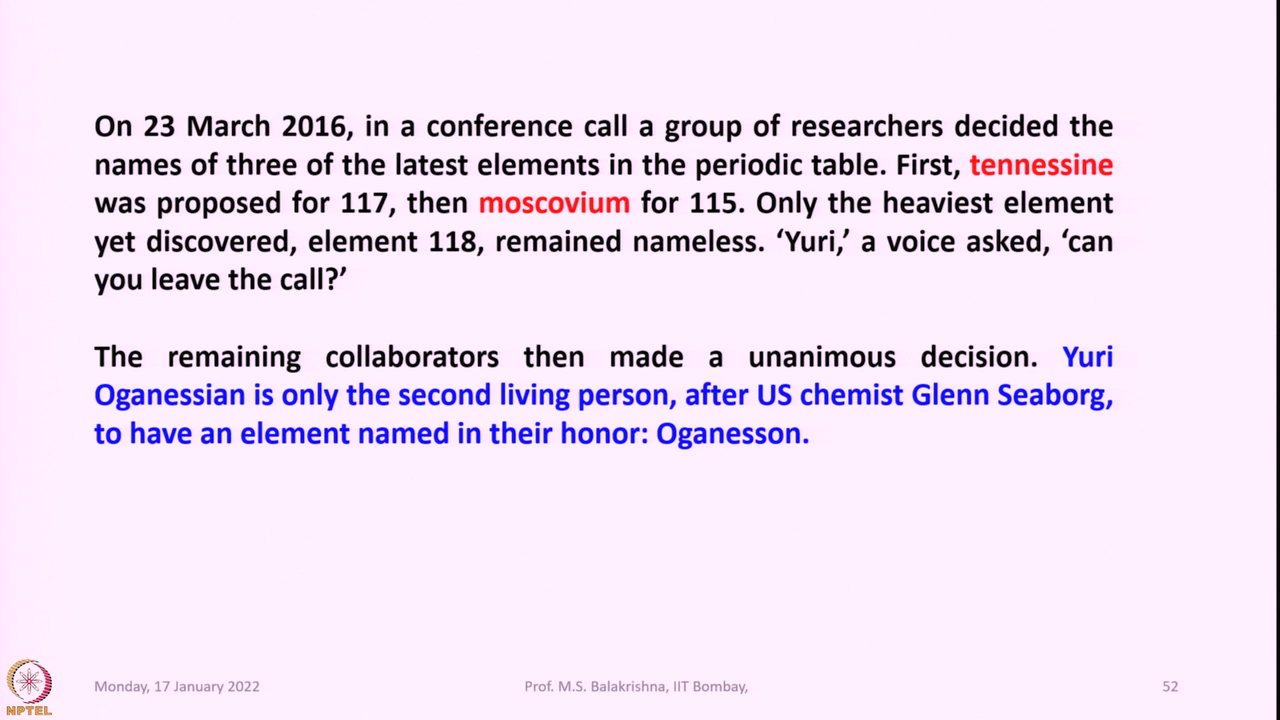 On 23 March 2016, in a conference call a group of researchers decided the
names of three of the latest elements in the periodic table. First, tennessine
was proposed for 117, then moscovium for 115. Only the heaviest element
yet discovered, element 118, remained nameless. ‘Yuri,’ a voice asked, ‘can
you leave the call?’
The remaining collaborators then made a unanimous decision. Yuri
Oganessian is only the second living person, after US chemist Glenn Seaborg,
to have an element named in their honor: Oganesson.
NPTEL
Monday, 17 January 2022
Prof. M.S. Balakrishna, IIT Bombay,
52